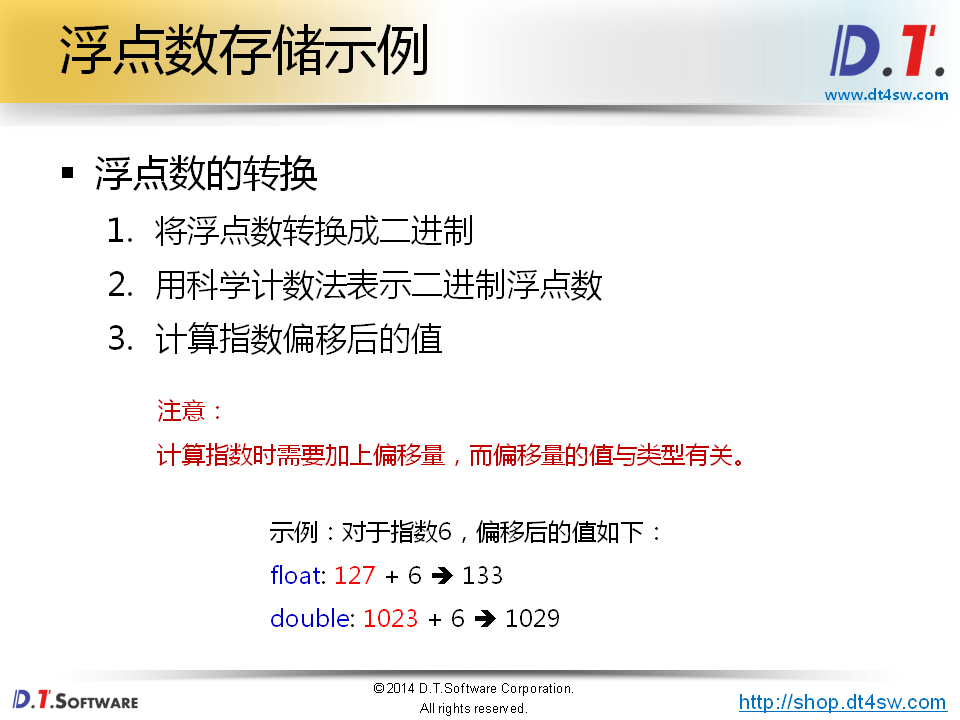 浮点数存储示例
D.T.
www.dt4sw.com
▪ 浮点数的转换
1. 将浮点数转换成二进制
2. 用科学计数法表示二进制浮点数
3. 计算指数偏移后的值
注意：
计算指数时需要加上偏移量，而偏移量的值与类型有关。
示例：对于指数6，偏移后的值如下：
float: 127 + 6 ➔ 133
double: 1023 + 6 ➔ 1029
D.T.SOFTWARE
©2014 D.T.Software Corporation.
All rights reserved.
http://shop.dt4sw.com